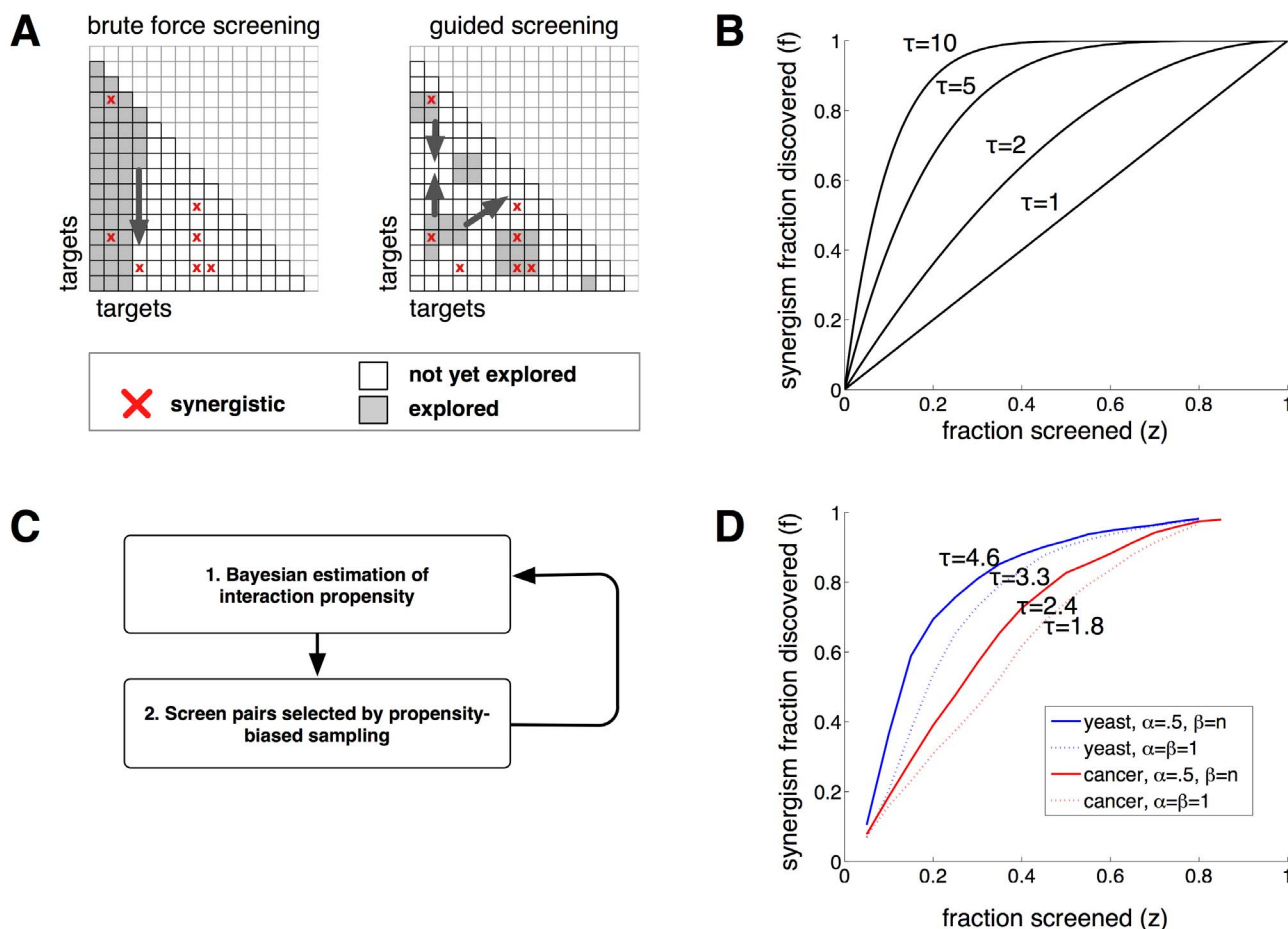 A
brute force screening
guided screening
x
x
x
x
x
x
x
x
x
x
x
x
x
x
targets
targets
targets
targets
synergistic
not yet explored
explored
B
synergism fraction discovered (f)
1
0.8
0.6
0.4
0.2
0
τ=10
τ=5
τ=2
τ=1
0 0.2 0.4 0.6 0.8 1
fraction screened (z)
C
1. Bayesian estimation of
interaction propensity
2. Screen pairs selected by propensity-
biased sampling
D
synergism fraction discovered (f)
1
0.8
0.6
0.4
0.2
0
τ=4.6
τ=3.3
τ=2.4
τ=1.8
yeast, α=.5, β=n
yeast, α=β=1
cancer, α=.5, β=n
cancer, α=β=1
0 0.2 0.4 0.6 0.8 1
fraction screened (z)